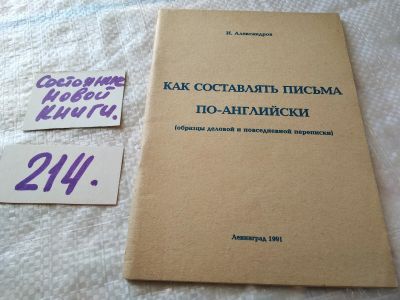 Состояние
новой
книги.
214.
И. Александров
КАК СОСТАВЛЯТЬ ПИСЬМА
ПО-АНГЛИЙСКИ
(образцы деловой и повседневной переписки)
Ленинград 1991